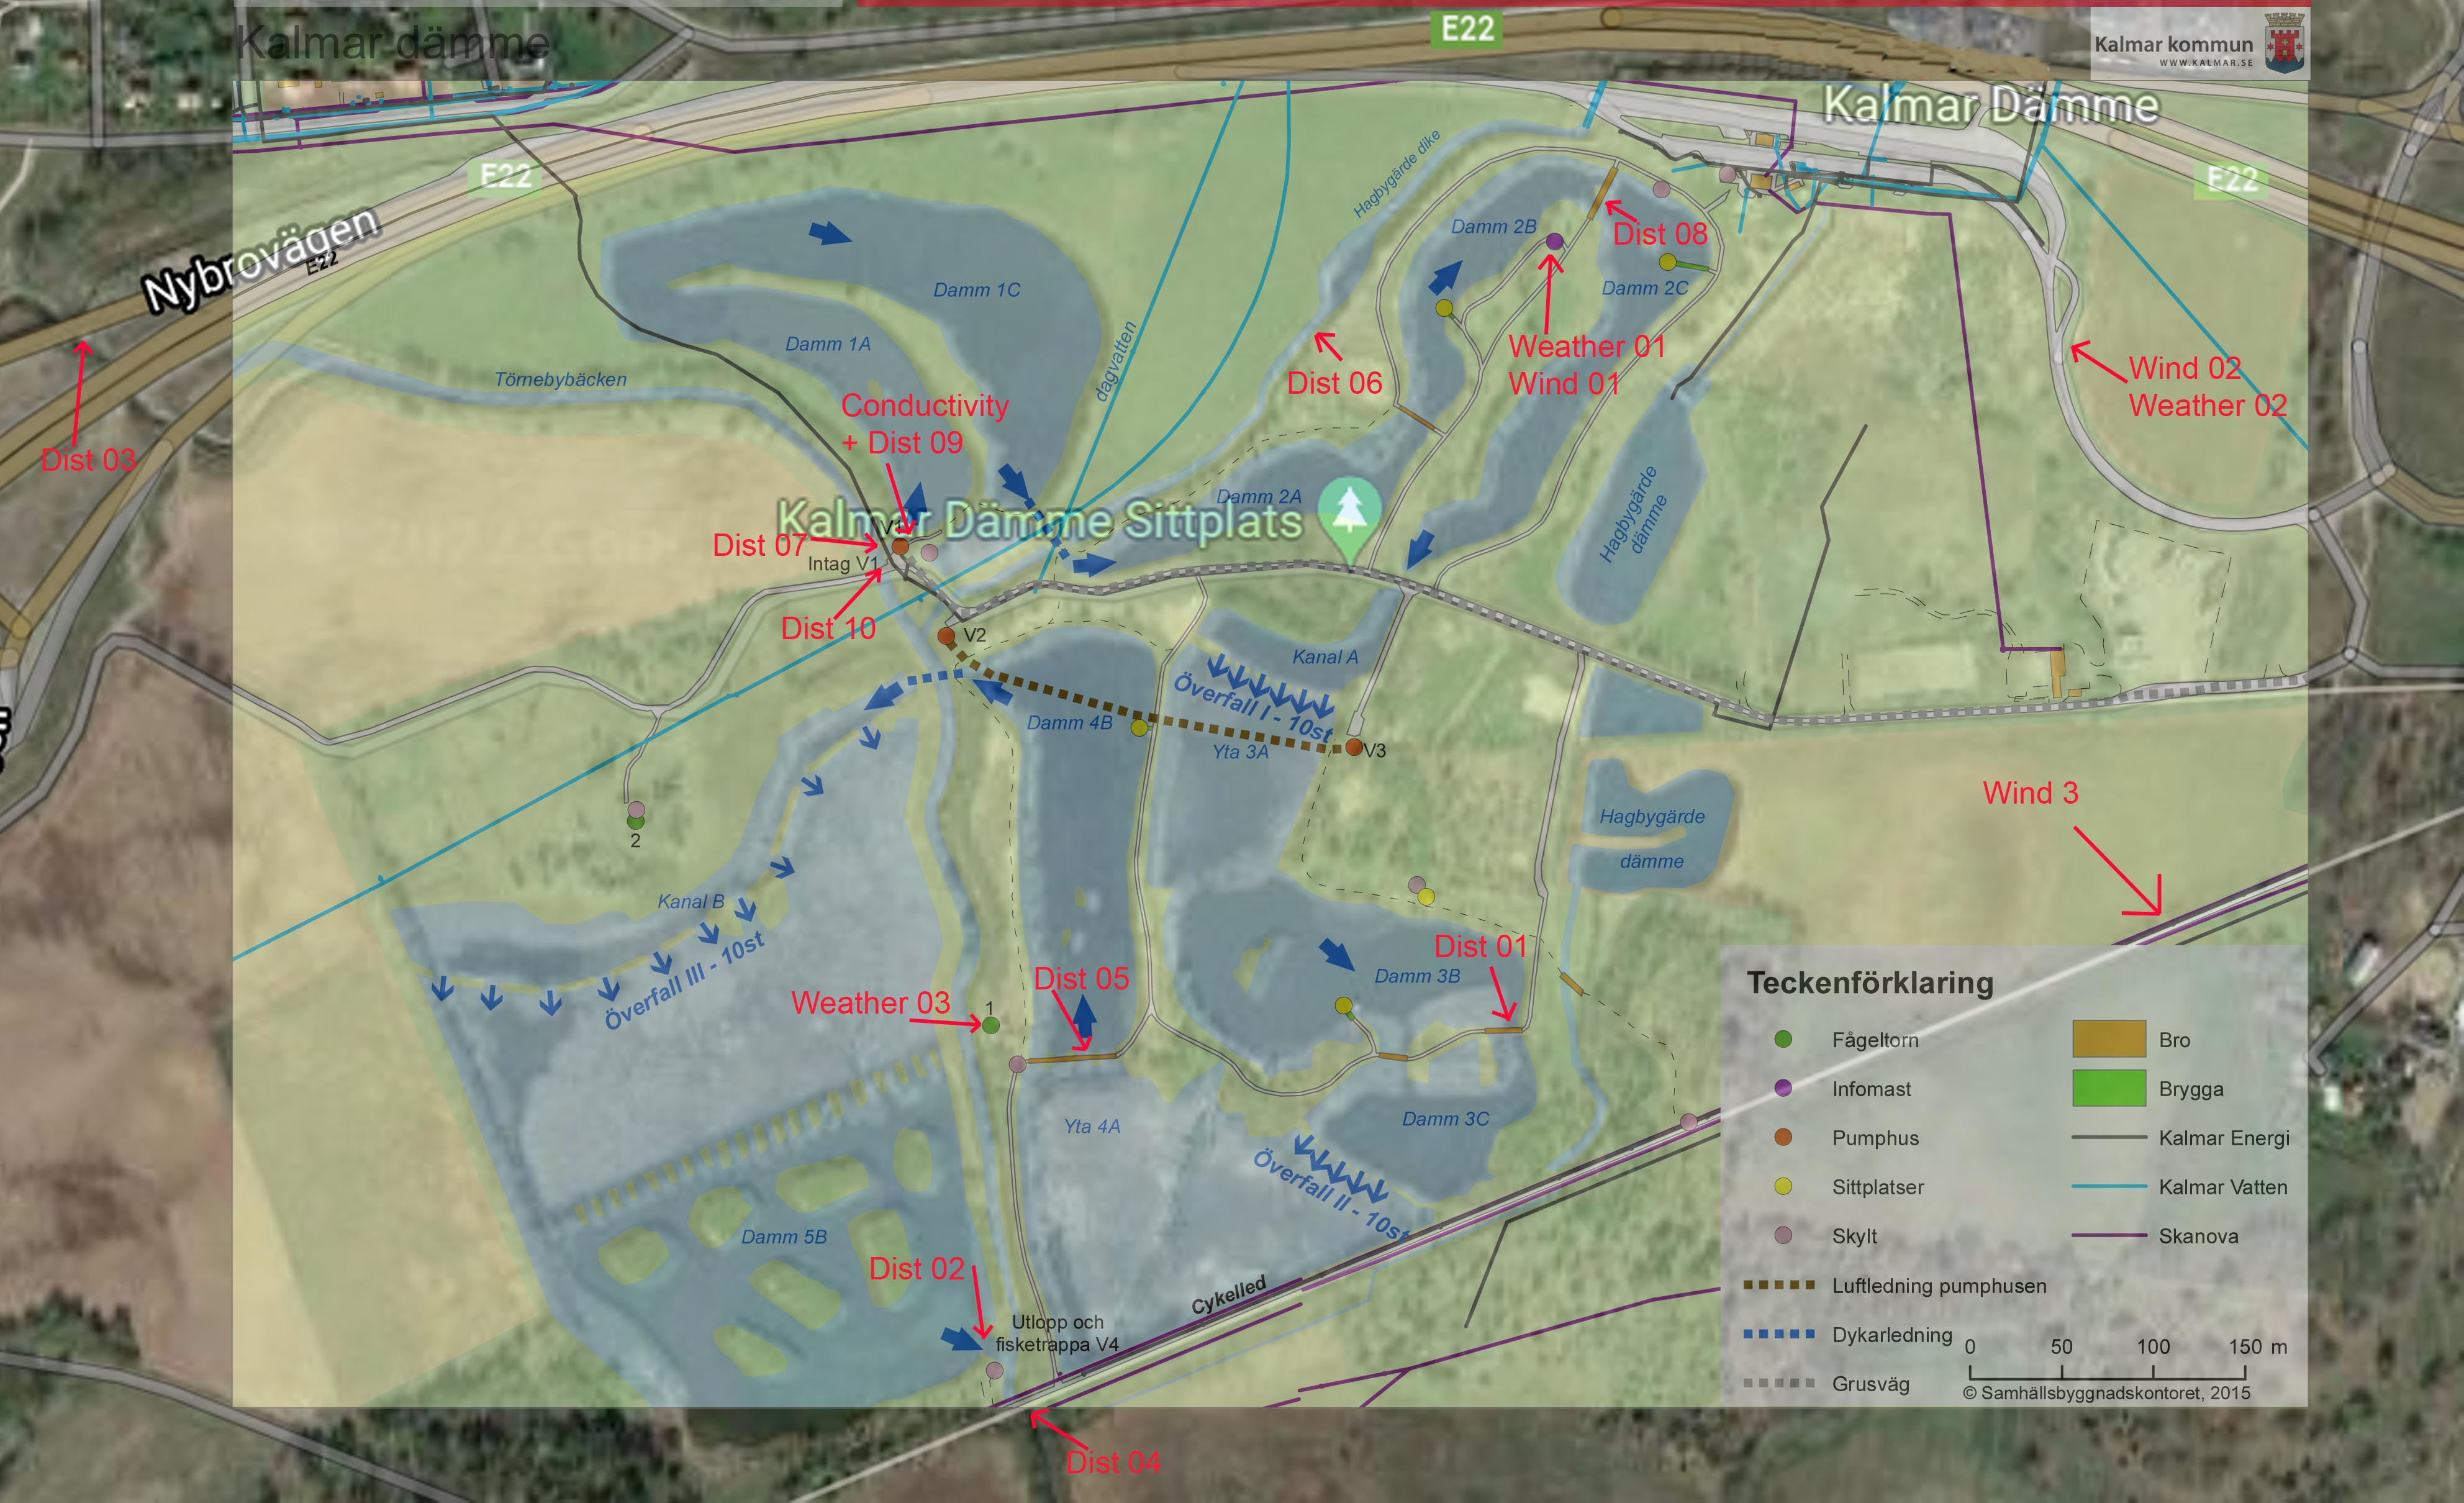 Kalmar dämme
E22
Kalmar kommun
WWW.KALMAR.SE
Kalmar Dämme
E22
E22
Nybrovägen
E22
Hagbygärde dike
Damm 2B
Dist 08
Damm 1C
Damm 2C
Damm 1A
dagvatten
Törnebybäcken
Weather 01
Wind 01
Dist 06
Wind 02
Weather 02
Dist 03
Conductivity
+ Dist 09
Damm 2A
Kalmar Dämme Sittplats
Hagbygärde
dämme
V1
Dist 07
Intag V1
Dist 10
V2
Kanal A
Överfall I - 10st
Damm 4B
Yta 3A
V3
Wind 3
2
Hagbygärde
dämme
Kanal B
Överfall III - 10st
Dist 01
Damm 3B
Dist 05
Weather 03
1
Yta 4A
Damm 3C
Överfall II - 10st
Damm 5B
Dist 02
Cykelled
Utlopp och
fisketrappa V4
Dist 04
Teckenförklaring
Fågeltorn
Bro
Infomast
Brygga
Pumphus
Kalmar Energi
Sittplatser
Kalmar Vatten
Skylt
Skanova
Luftledning pumphusen
Dykarledning
0 50 100 150 m
Grusväg
© Samhällsbyggnadskontoret, 2015